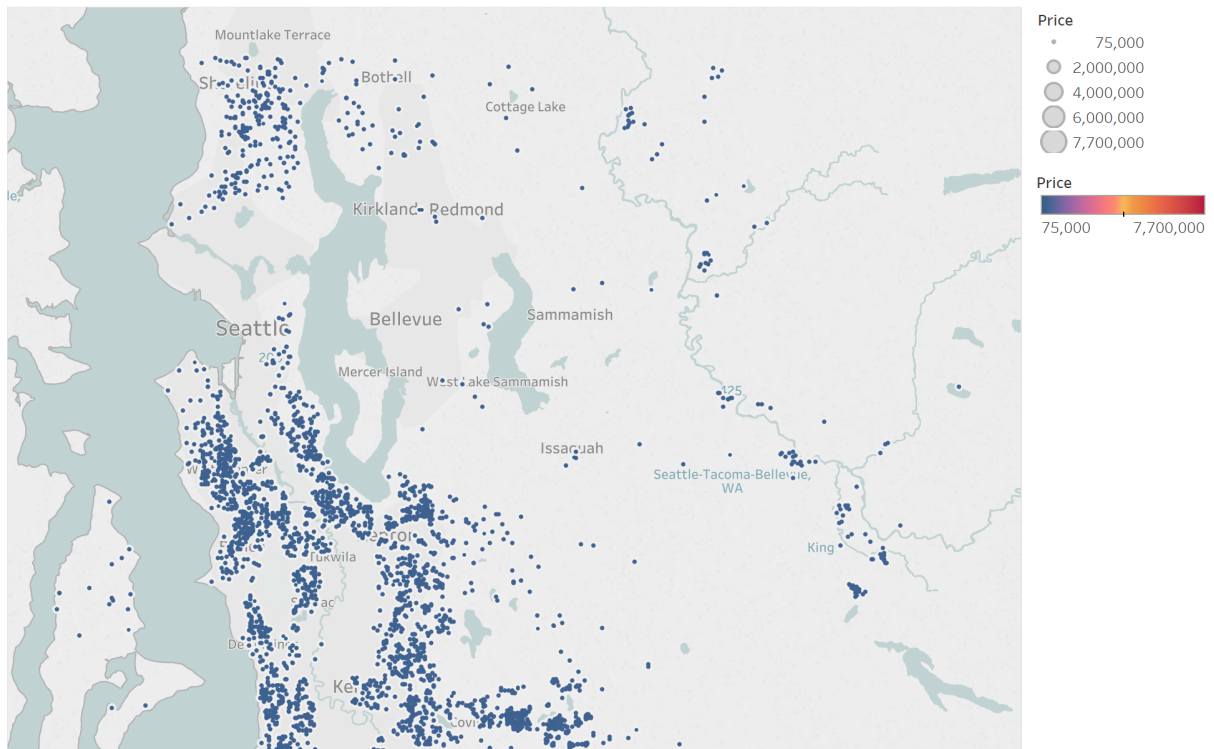 Mountlake Terrace
Bothell
Cottage Lake
Kirkland
Redmond
Sammamish
Seattle
Bellevue
Mercer Island
West Lake Sammamish
Issaquah
Seattle-Tacoma-Bellevue,
WA
King
Tukwila
Price
75,000
2,000,000
4,000,000
6,000,000
7,700,000
Price
75,000
7,700,000